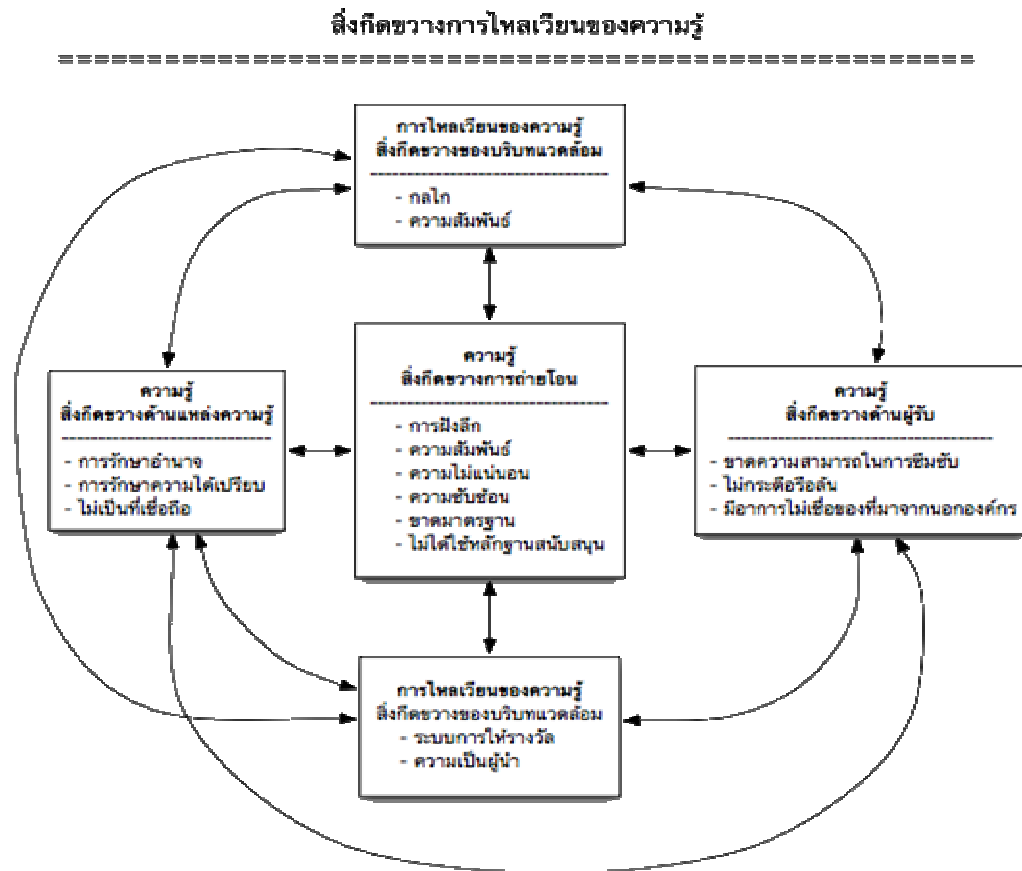 สิ่งกีดขวางการไหลเวียนของความรู้
การไหลเวียนของความรู้
สิ่งกีดขวางของบริบทแวดล้อม
- กลไก
- ความสัมพันธ์
ความรู้
สิ่งกีดขวางด้านแหล่งความรู้
- การรักษาอำนาจ
- การรักษาความได้เปรียบ
- ไม่เป็นที่เชื่อถือ
ความรู้
สิ่งกีดขวางการถ่ายโอน
- การฝังลึก
- ความสัมพันธ์
- ความไม่แน่นอน
- ความซับซ้อน
- ขาดมาตรฐาน
- ไม่ได้ใช้หลักฐานสนับสนุน
ความรู้
สิ่งกีดขวางด้านผู้รับ
- ขาดความสามารถในการซึมซับ
- ไม่กระตือรือล้น
- มีอาการไม่เชื่อของที่มาจากนอกองค์กร
การไหลเวียนของความรู้
สิ่งกีดขวางของบริบทแวดล้อม
- ระบบการให้รางวัล
- ความเป็นผู้นำ